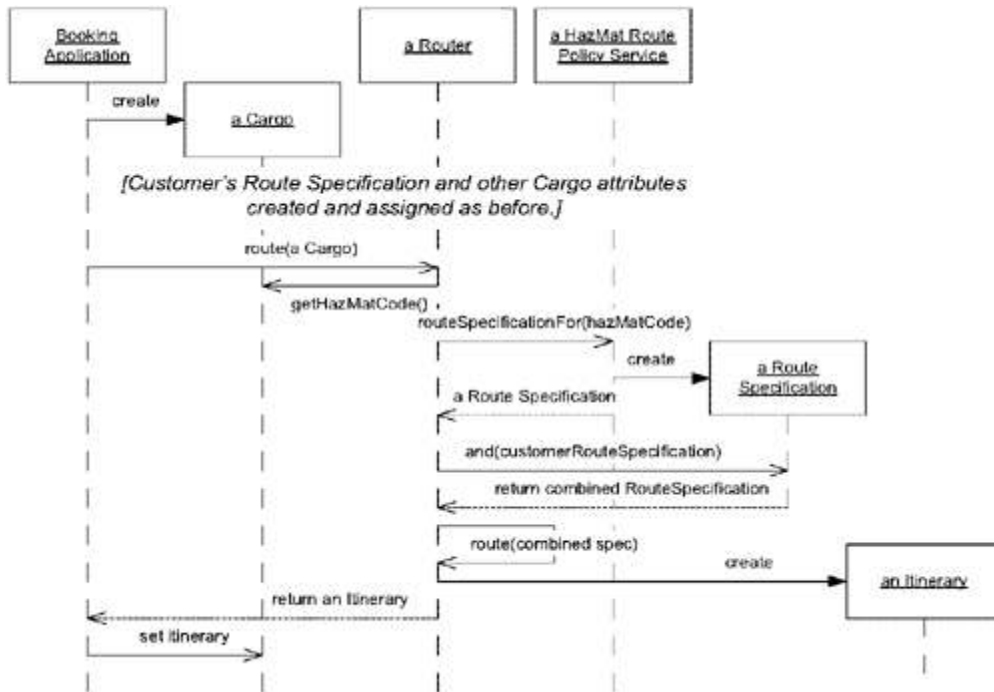 Booking
Application
a Router
a HazMat Route
Policy Service
create
a Cargo
[Customer's Route Specification and other Cargo attributes
created and assigned as before.]
route(a Cargo)
getHazMatCode()
routeSpecificationFor(hazMatCode)
create
a Route
Specification
a Route Specification
and(customerRouteSpecification)
return combined RouteSpecification
route(combined spec)
create
an Itinerary
return an Itinerary
set itinerary